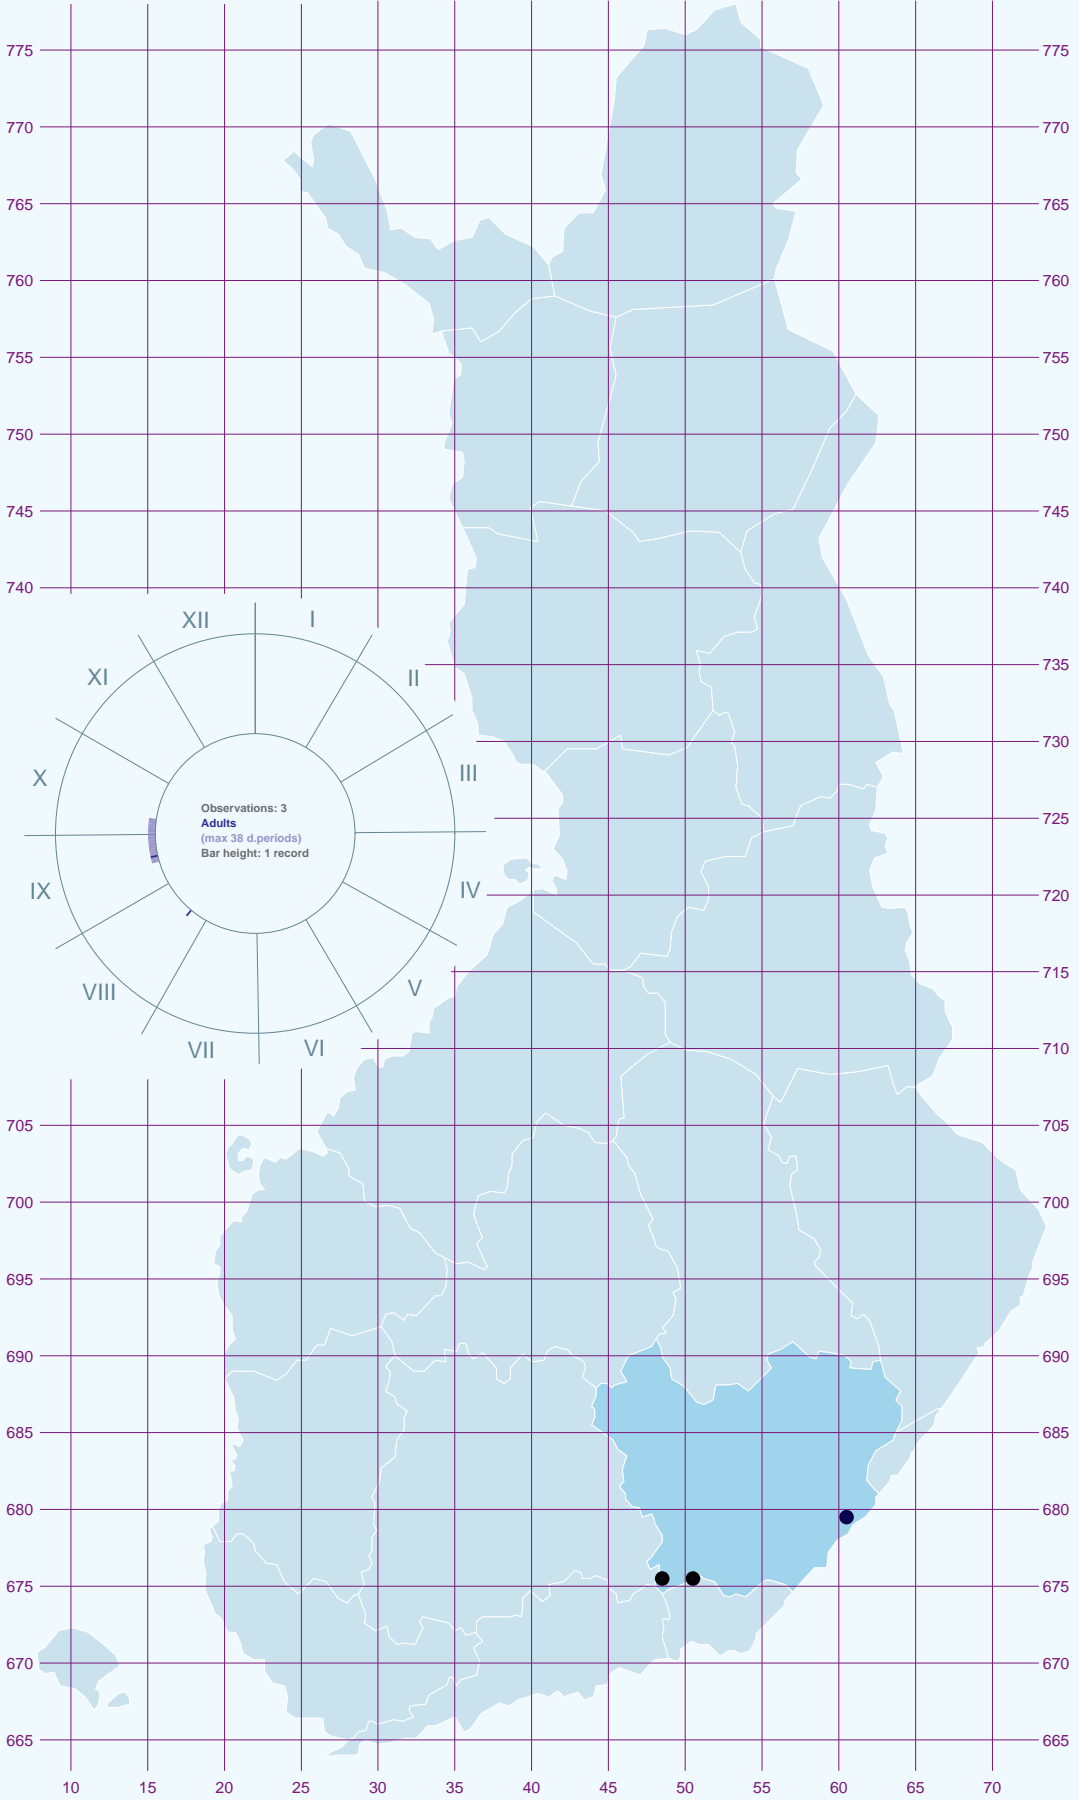 775 775
770 770
765 765
760 760
755 755
750 750
745 745
740 740
XII I
XI II
735
730
X III
Observations: 3
Adults
(max 38 d.periods)
Bar height: 1 record
725
IX IV
720
VIII V
715
VII VI
710
705 705
700 700
695 695
690 690
685 685
680 680
675 675
670 670
665 665
10 15 20 25 30 35 40 45 50 55 60 65 70